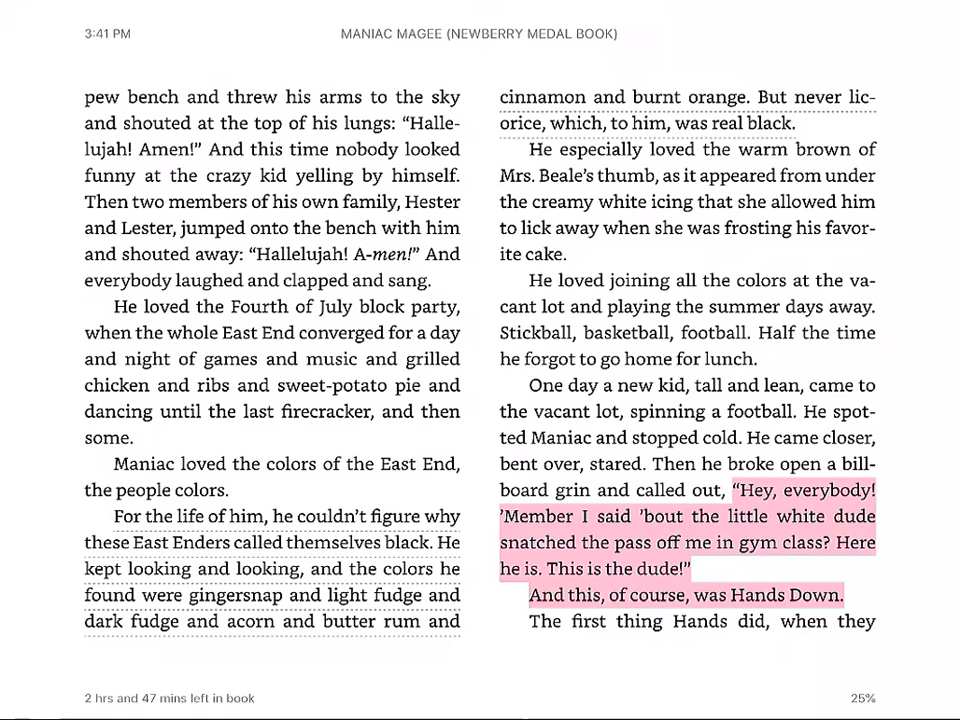 3:41 PM
MANIAC MAGEE (NEWBERRY MEDAL BOOK)
pew bench and threw his arms to the sky
and shouted at the top of his lungs: “Halle-
lujah! Amen!” And this time nobody looked
funny at the crazy kid yelling by himself.
Then two members of his own family, Hester
and Lester, jumped onto the bench with him
and shouted away: “Hallelujah! A-men!” And
everybody laughed and clapped and sang.
He loved the Fourth of July block party,
when the whole East End converged for a day
and night of games and music and grilled
chicken and ribs and sweet-potato pie and
dancing until the last firecracker, and then
some.
Maniac loved the colors of the East End,
the people colors.
For the life of him, he couldn’t figure why
these East Enders called themselves black. He
kept looking and looking, and the colors he
found were gingersnap and light fudge and
dark fudge and acorn and butter rum and
cinnamon and burnt orange. But never lic-
orice, which, to him, was real black.
He especially loved the warm brown of
Mrs. Beale’s thumb, as it appeared from under
the creamy white icing that she allowed him
to lick away when she was frosting his favor-
ite cake.
He loved joining all the colors at the va-
cant lot and playing the summer days away.
Stickball, basketball, football. Half the time
he forgot to go home for lunch.
One day a new kid, tall and lean, came to
the vacant lot, spinning a football. He spot-
ted Maniac and stopped cold. He came closer,
bent over, stared. Then he broke open a bill-
board grin and called out, “Hey, everybody!
’Member I said ’bout the little white dude
snatched the pass off me in gym class? Here
he is. This is the dude!”
And this, of course, was Hands Down.
The first thing Hands did, when they
2 hrs and 47 mins left in book
25%